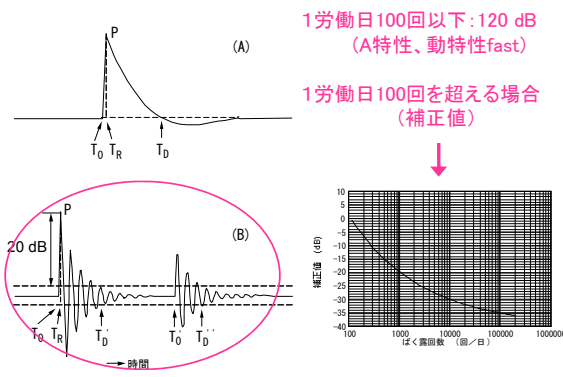 1労働日100回以下:120 dB
(A特性、動特性fast)
1労働日100回を超える場合
(補正値)
P
(A)
T0 TR TD
P
(B)
20 dB
T0 TR TD' T0' TD''
時間
補正値 (dB)
10
5
0
-5
-10
-15
-20
-25
-30
-35
-40
100 1000 10000 100000 1000000
ばく露回数 (回/日)